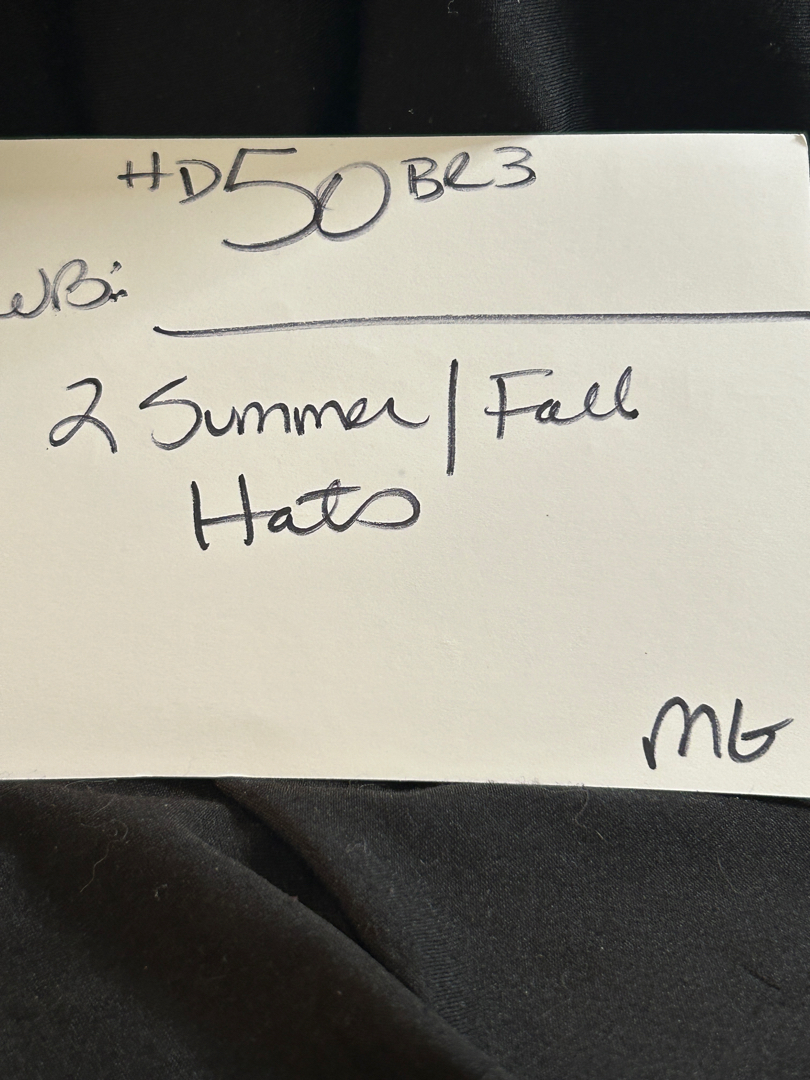 HD50BR3
WB:
2 Summer/Fall
Hats
MG